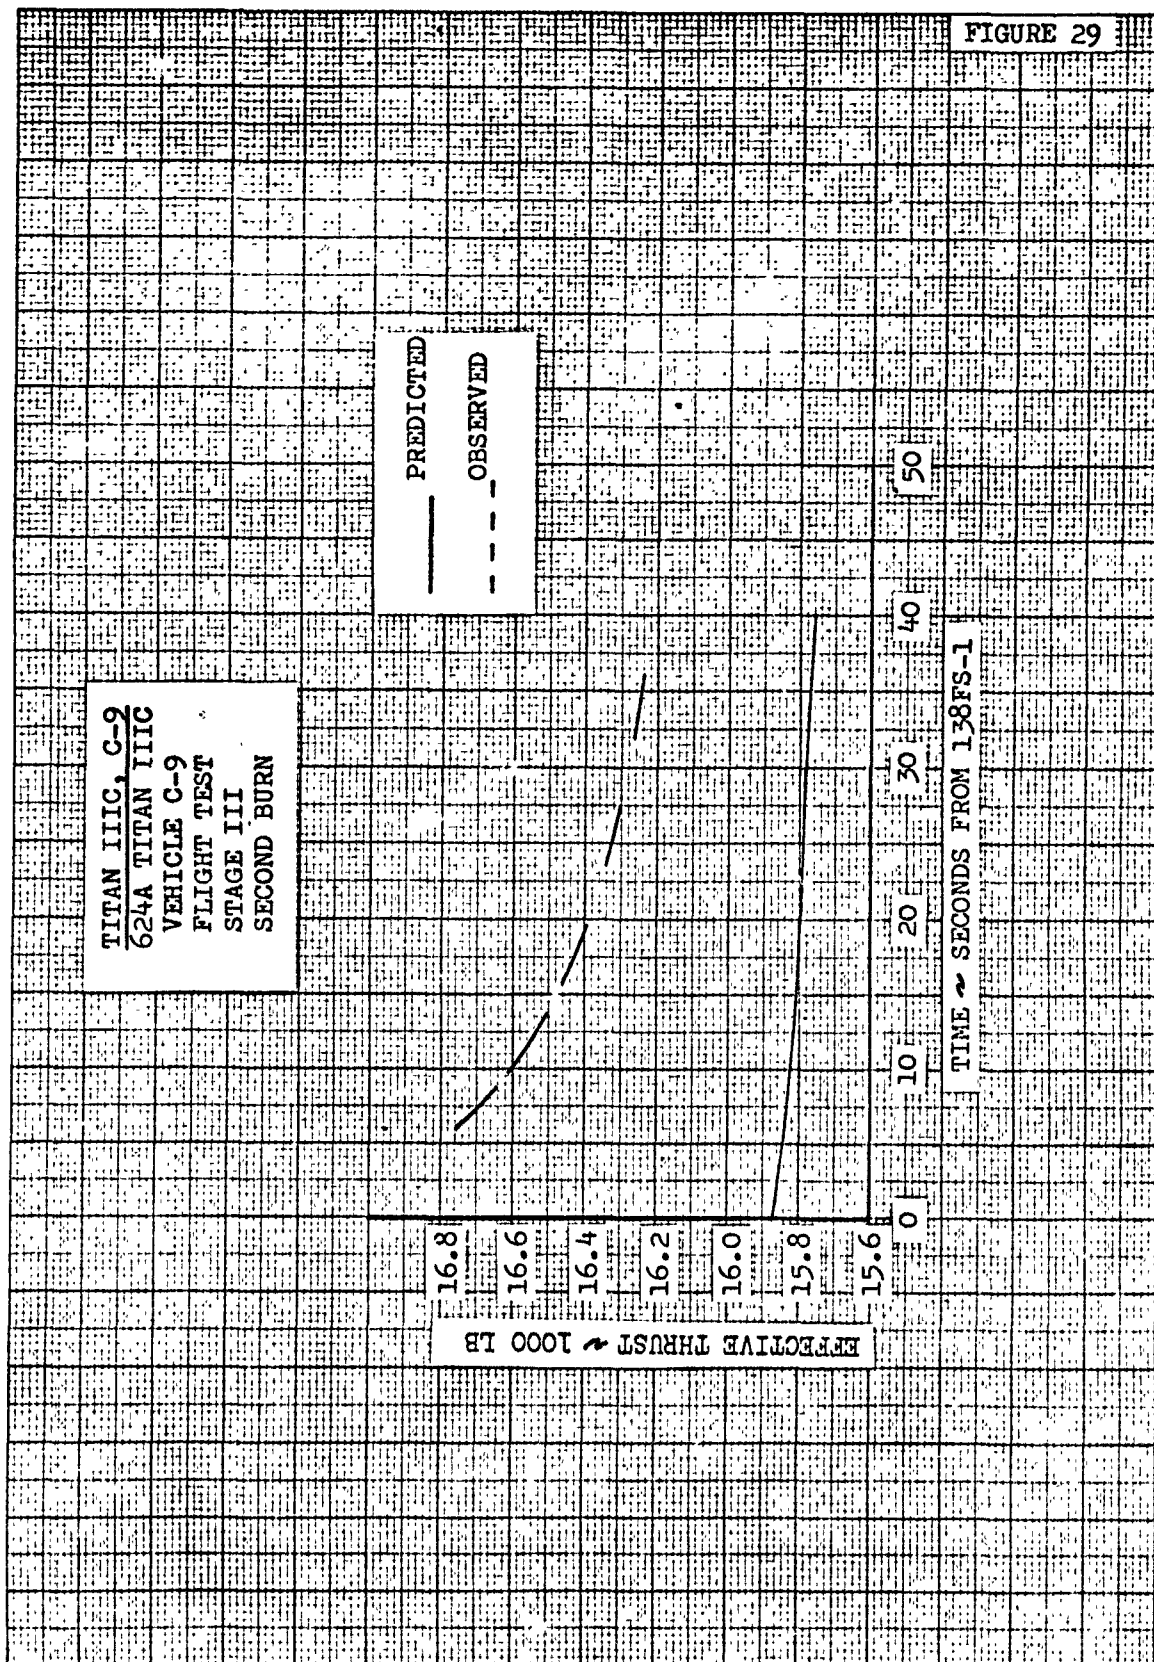 FIGURE 29
TITAN IIIC, C-9
624A TITAN IIIC
VEHICLE C-9
FLIGHT TEST
STAGE III
SECOND BURN
PREDICTED
OBSERVED
EFFECTIVE THRUST ~ 1000 LB
16.8
16.6
16.4
16.2
16.0
15.8
15.6
0
10
20
30
40
50
TIME ~ SECONDS FROM 138FS-1